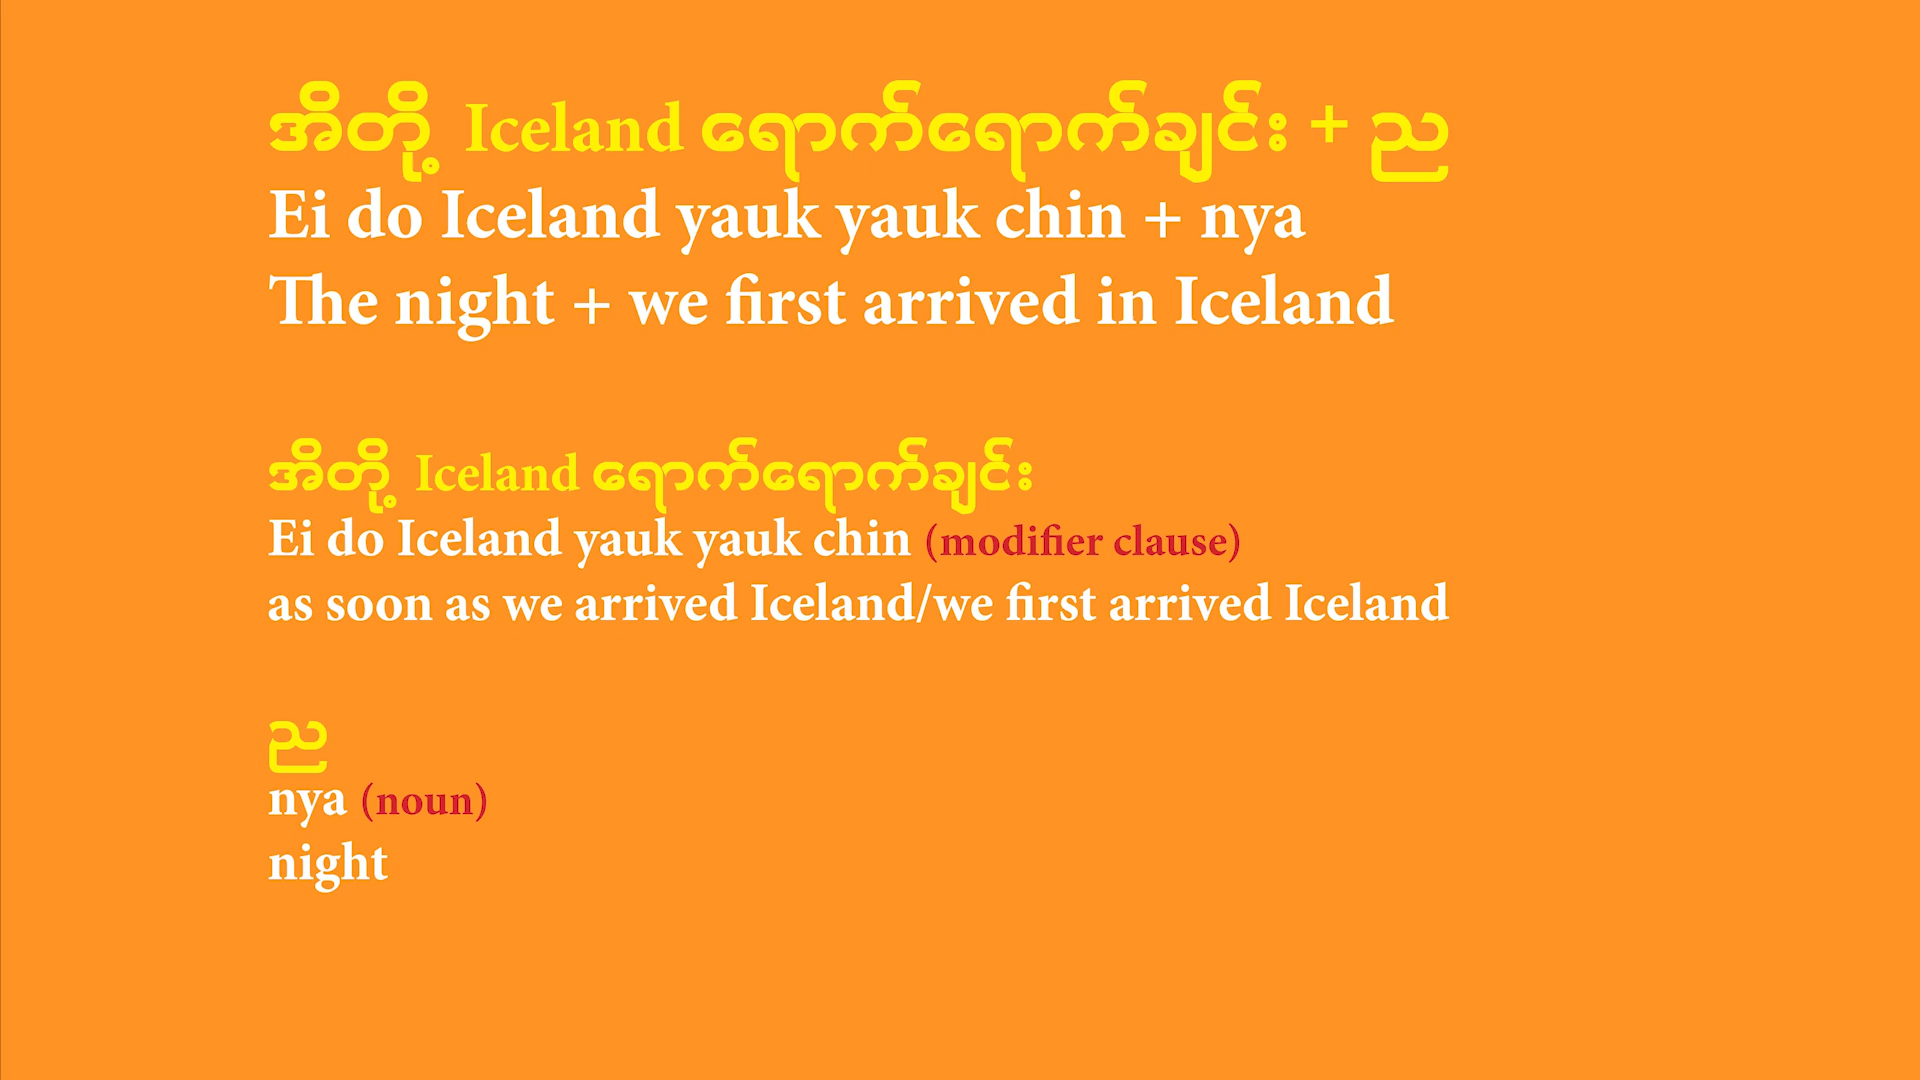 အိတို့ Iceland ရောက်ရောက်ချင်း + ည
Ei do Iceland yauk yauk chin + nya
The night + we first arrived in Iceland
အိတို့ Iceland ရောက်ရောက်ချင်း
Ei do Iceland yauk yauk chin (modifier clause)
as soon as we arrived Iceland/we first arrived Iceland
ည
nya (noun)
night